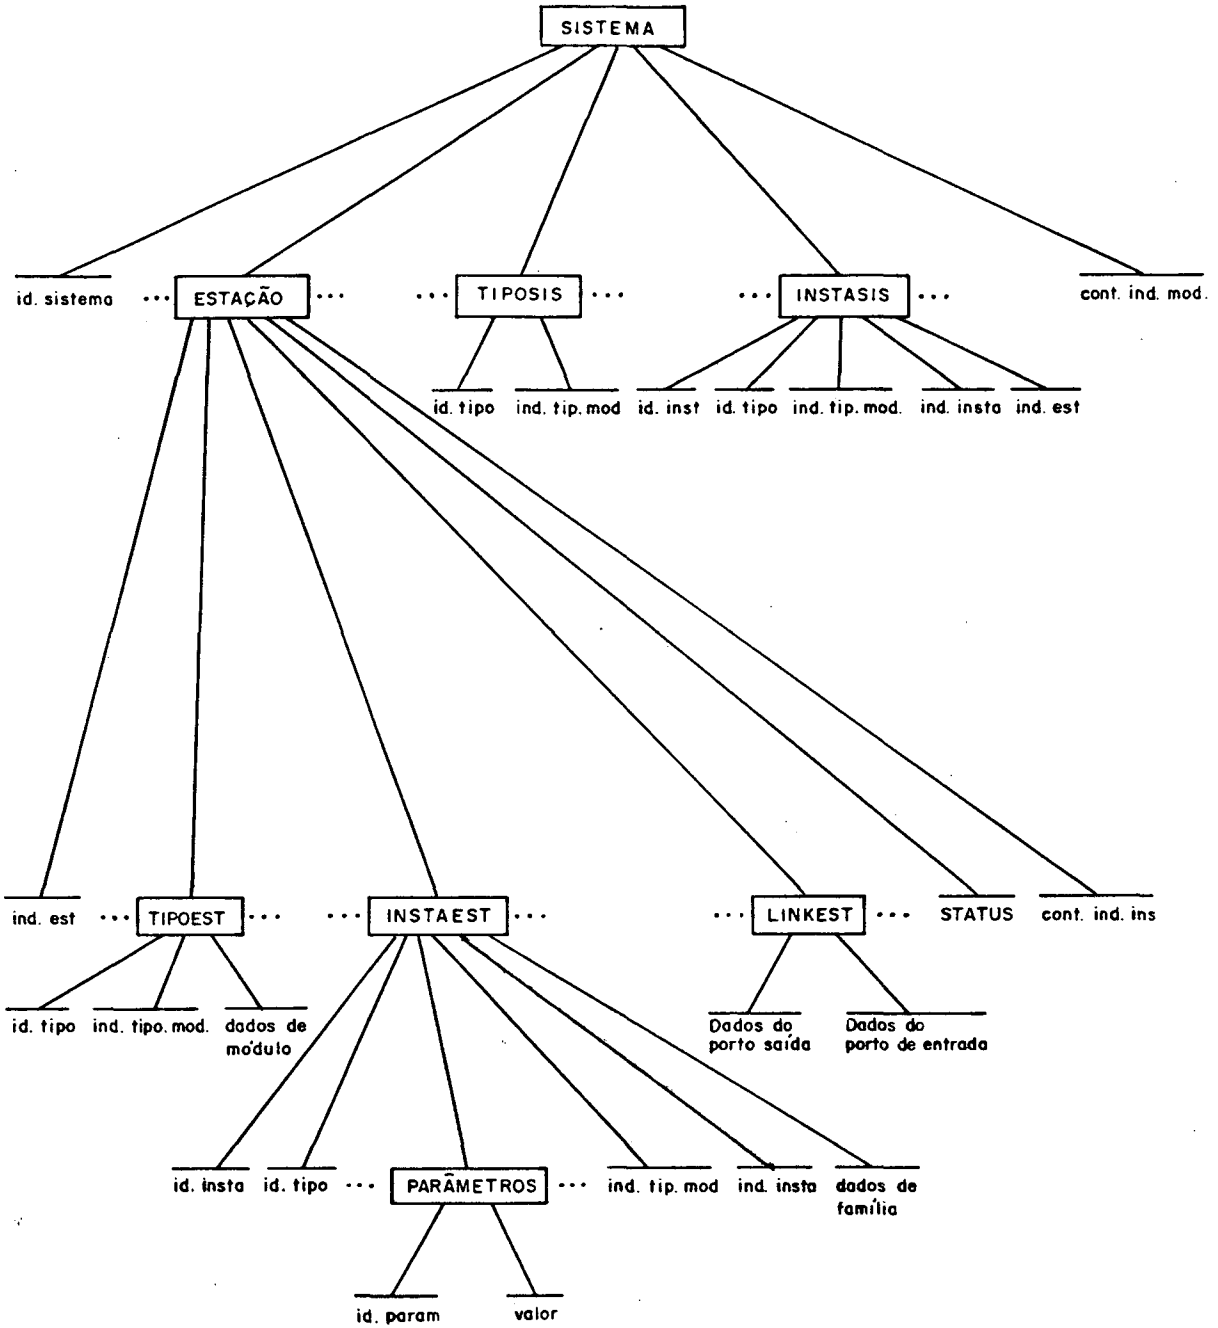 SISTEMA
id. sistema
... ESTAÇÃO ...
... TIPOSIS ...
... INSTASIS ...
cont. ind. mod.
id. tipo
ind. tip. mod
id. inst
id. tipo
ind. tip. mod.
ind. insta
ind. est
ind. est
... TIPOEST ...
... INSTAEST ...
... LINKEST ...
STATUS
cont. ind. ins
id. tipo
ind. tipo. mod.
dados de
módulo
Dados do
porto saída
Dados do
porto de entrada
id. insta
id. tipo
... PARÂMETROS ...
ind. tip. mod
ind. insta
dados de
família
id. param
valor